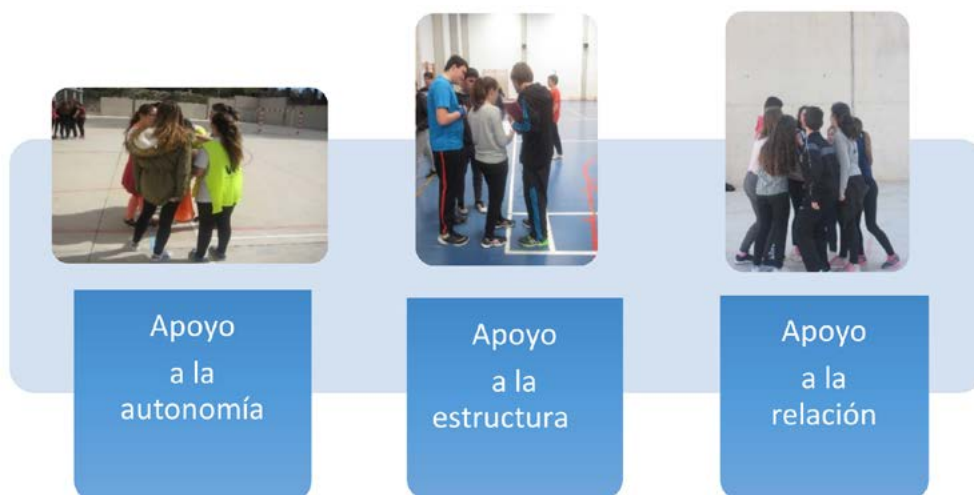 Apoyo
a la
autonomía
Apoyo
a la
estructura
Apoyo
a la
relación